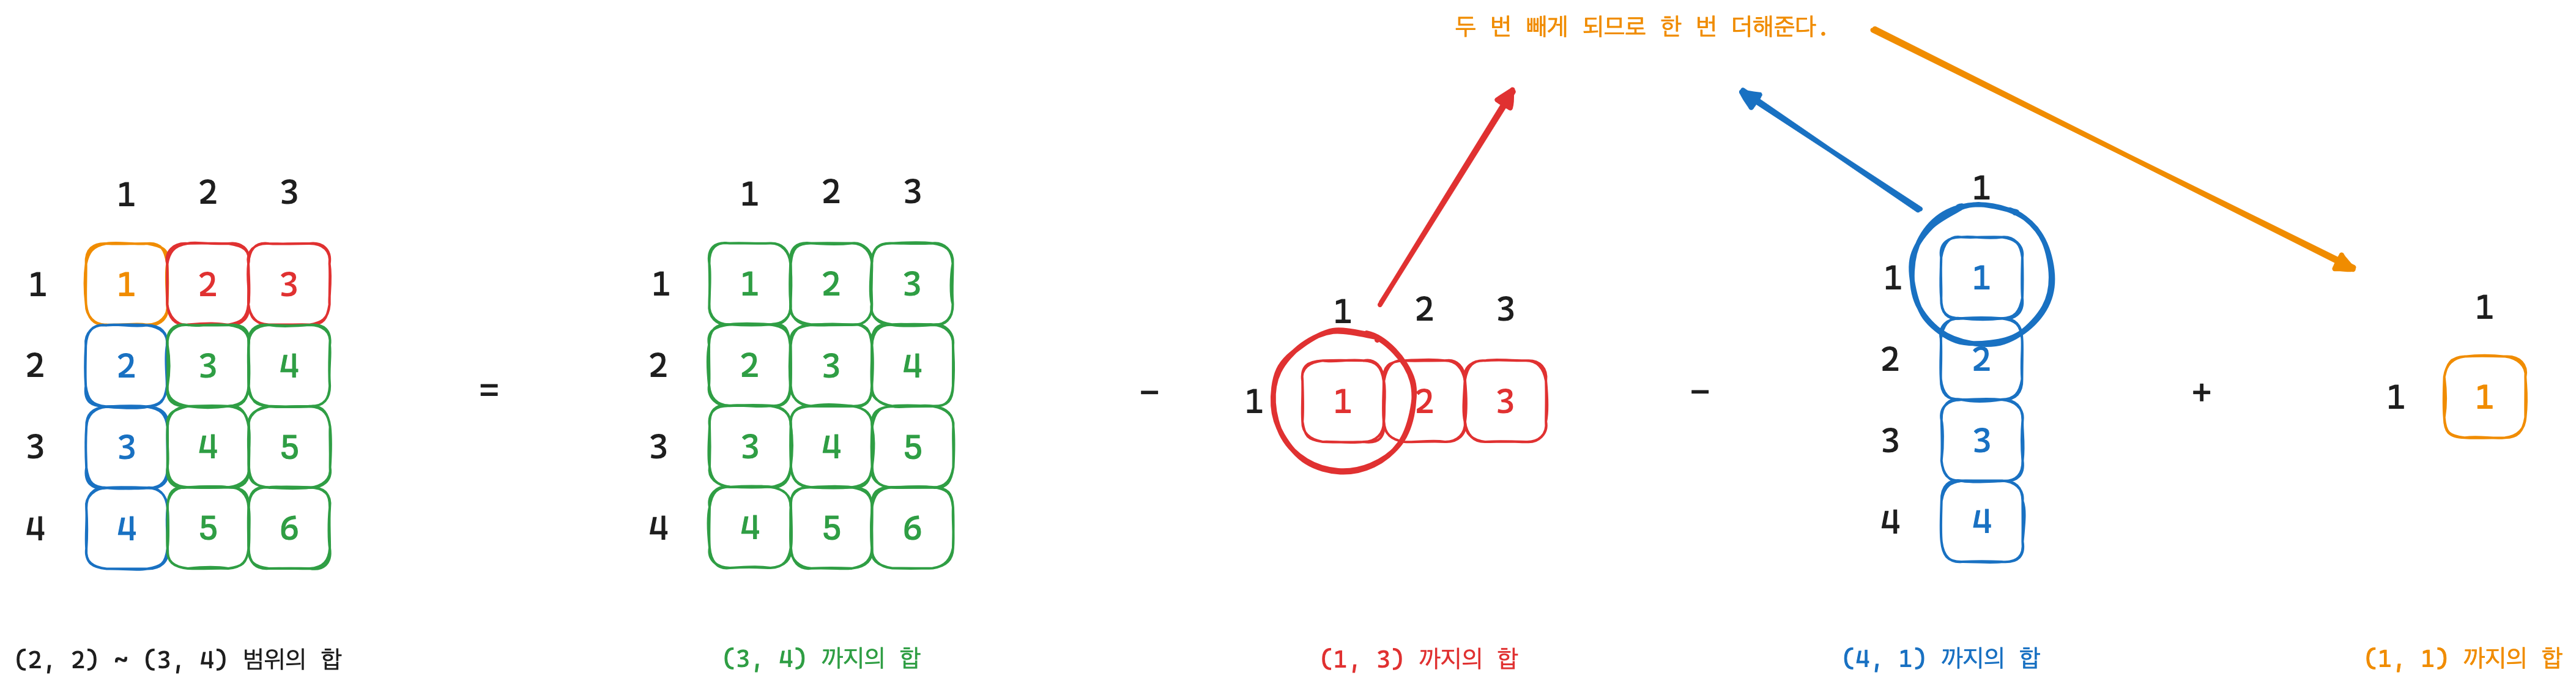 두 번 빼게 되므로 한 번 더해준다.
1 2 3
1 1 2 3
2 2 3 4
3 3 4 5
4 4 5 6
=
1 2 3
1 1 2 3
2 2 3 4
3 3 4 5
4 4 5 6
-
1 2 3
1 1 2 3
-
1
1 1
2 2
3 3
4 4
+
1
1 1
(2, 2) ~ (3, 4) 범위의 합
(3, 4) 까지의 합
(1, 3) 까지의 합
(4, 1) 까지의 합
(1, 1) 까지의 합